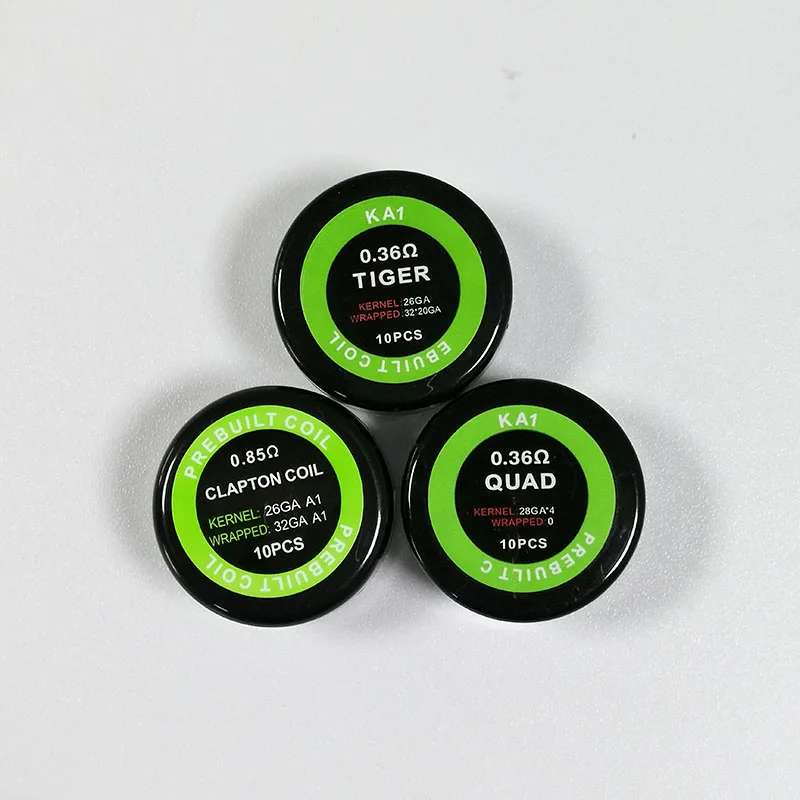 KA1
0.36Ω
TIGER
KERNEL:26GA
WRAPPED:32*20GA
10PCS
EBUILT COIL
PREBUILT COIL
0.85Ω
CLAPTON COIL
KERNEL: 26GA A1
WRAPPED: 32GA A1
10PCS
PREBUILT COIL
KA1
0.36Ω
QUAD
KERNEL:28GA*4
WRAPPED:0
10PCS
PREBUILT C